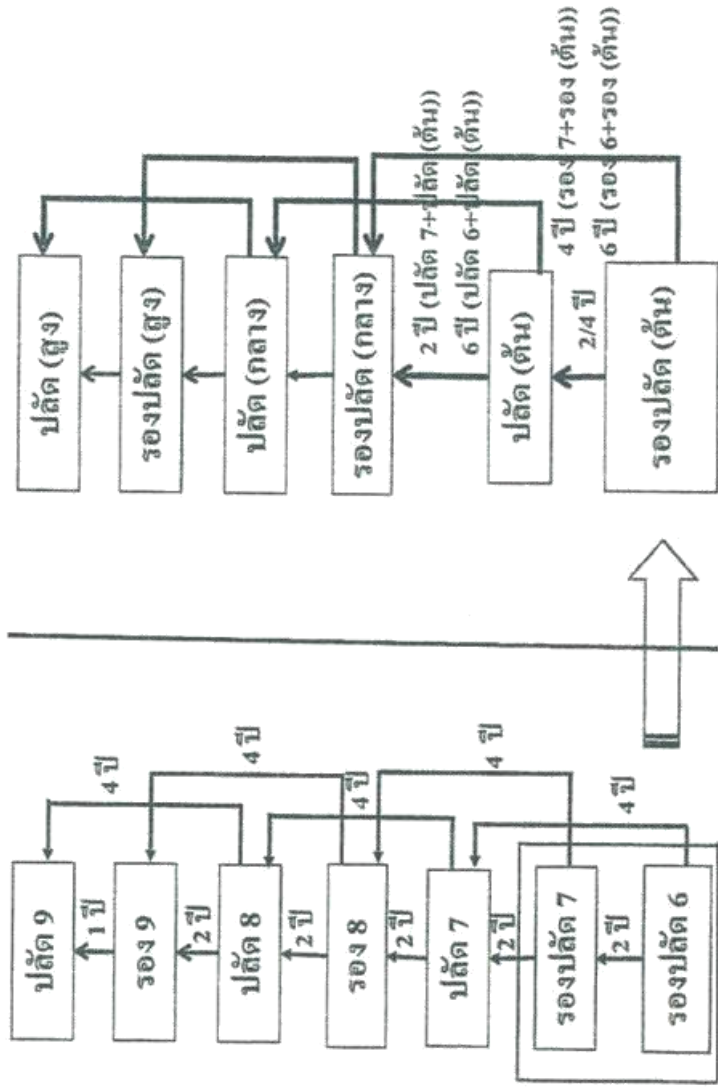 ปลัด 9
1 ปี
รอง 9
2 ปี
ปลัด 8
2 ปี
รอง 8
2 ปี
ปลัด 7
2 ปี
รองปลัด 7
2 ปี
รองปลัด 6
4 ปี
4 ปี
4 ปี
4 ปี
4 ปี
ปลัด (สูง)
รองปลัด (สูง)
ปลัด (กลาง)
รองปลัด (กลาง)
2 ปี (ปลัด 7+ปลัด (ต้น))
6 ปี (ปลัด 6+ปลัด (ต้น))
ปลัด (ต้น)
2/4 ปี
4 ปี (รอง 7+รอง (ต้น))
6 ปี (รอง 6+รอง (ต้น))
รองปลัด (ต้น)